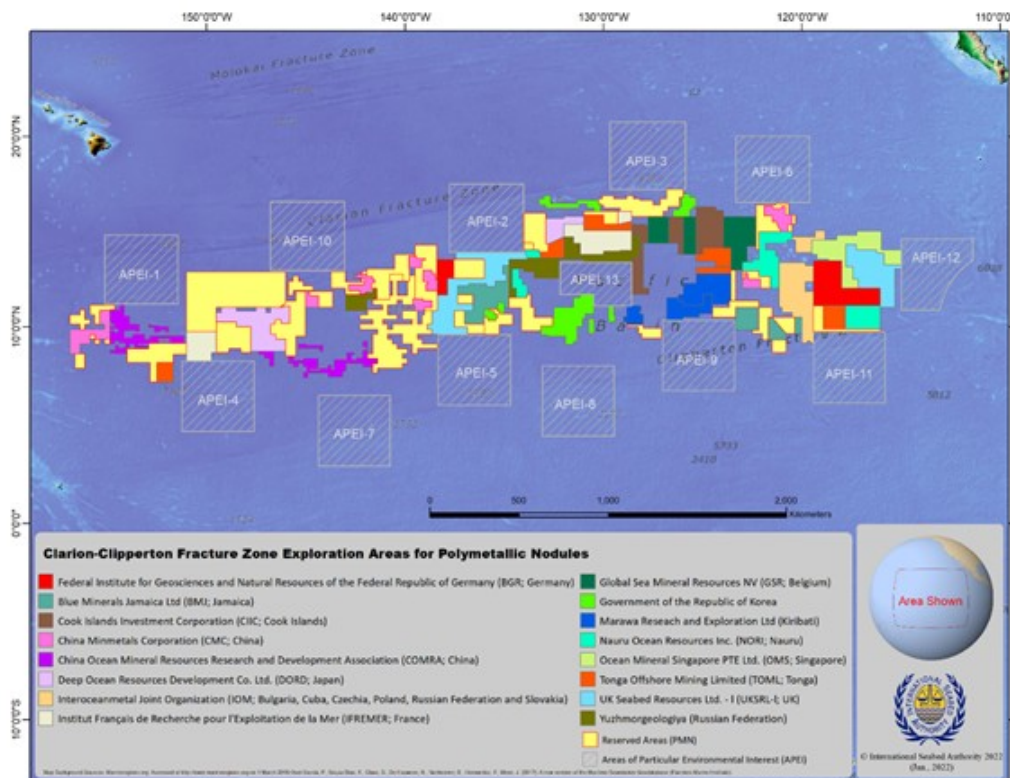 150°0'0"W 140°0'0"W 130°0'0"W 120°0'0"W 110°0'
Molokai Fracture Zone
20°0'0"N
APEI-3
APEI-6
Clarion Fracture Zone
APEI-2
APEI-10
APEI-1
APEI-12
APEI-13
10°0'0"N
APEI-5
APEI-9
APEI-11
APEI-4
APEI-8
APEI-7
5012
5703
2410
0°0'0"
0 500 1,000 2,000
Kilometers
Clarion-Clipperton Fracture Zone Exploration Areas for Polymetallic Nodules
Federal Institute for Geosciences and Natural Resources of the Federal Republic of Germany (BGR; Germany)
Blue Minerals Jamaica Ltd (BMJ; Jamaica)
Cook Islands Investment Corporation (CIIC; Cook Islands)
China Minmetals Corporation (CMC; China)
China Ocean Mineral Resources Research and Development Association (COMRA; China)
Deep Ocean Resources Development Co. Ltd. (DORD; Japan)
Interoceanmetal Joint Organization (IOM; Bulgaria, Cuba, Czechia, Poland, Russian Federation and Slovakia)
Institut Français de Recherche pour l'Exploitation de la Mer (IFREMER; France)
Global Sea Mineral Resources NV (GSR; Belgium)
Government of the Republic of Korea
Marawa Reseach and Exploration Ltd (Kiribati)
Nauru Ocean Resources Inc. (NORI; Nauru)
Ocean Mineral Singapore PTE Ltd. (OMS; Singapore)
Tonga Offshore Mining Limited (TOML; Tonga)
UK Seabed Resources Ltd. - I (UKSRL-I; UK)
Yuzhmorgeologiya (Russian Federation)
Reserved Areas (PMN)
Areas of Particular Environmental Interest (APEI)
Area Shown
10°0'0"S
INTERNATIONAL SEABED AUTHORITY
© International Seabed Authority 2022
(Jan., 2022)